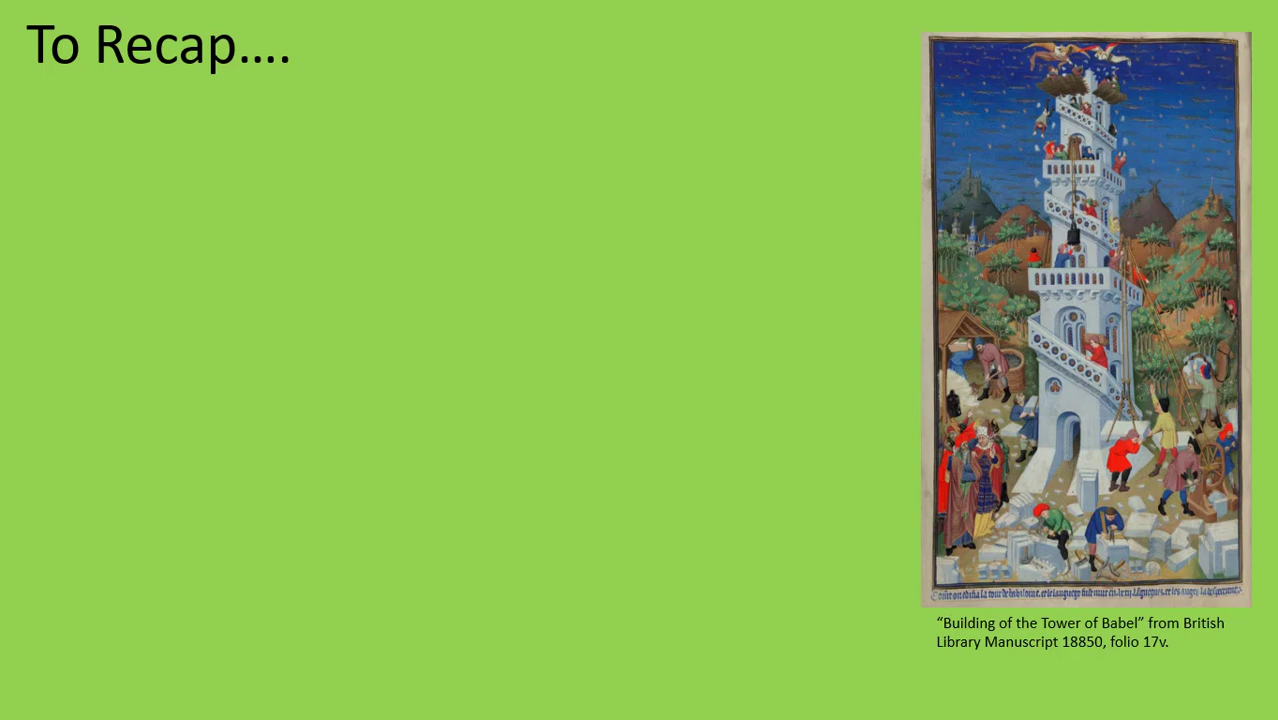 To Recap….
“Building of the Tower of Babel” from British
Library Manuscript 18850, folio 17v.